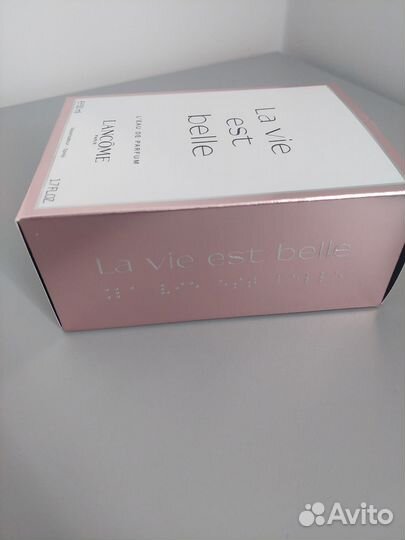 La vie
est
belle
L'EAU DE PARFUM
LANCÔME
PARIS
1.7 FL.OZ.
La vie est belle
Avito